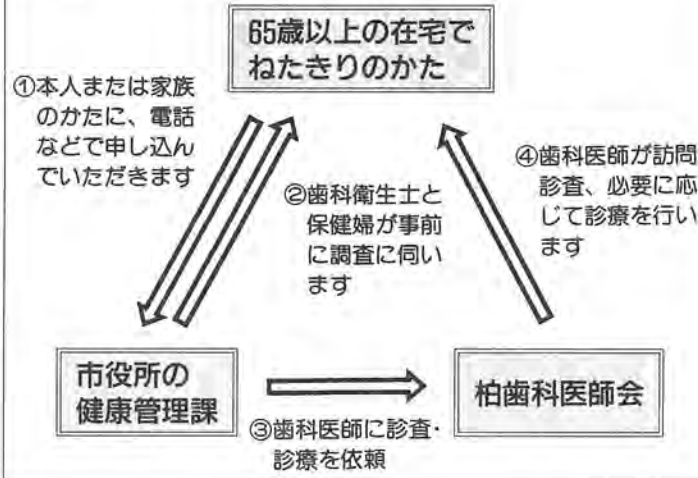 65歳以上の在宅で
ねたきりのかた
①本人または家族
のかたに、電話
などで申し込ん
でいただきます
②歯科衛生士と
保健婦が事前
に調査に伺い
ます
④歯科医師が訪問
診査、必要に応
じて診療を行い
ます
市役所の
健康管理課
③歯科医師に診査・
診療を依頼
柏歯科医師会